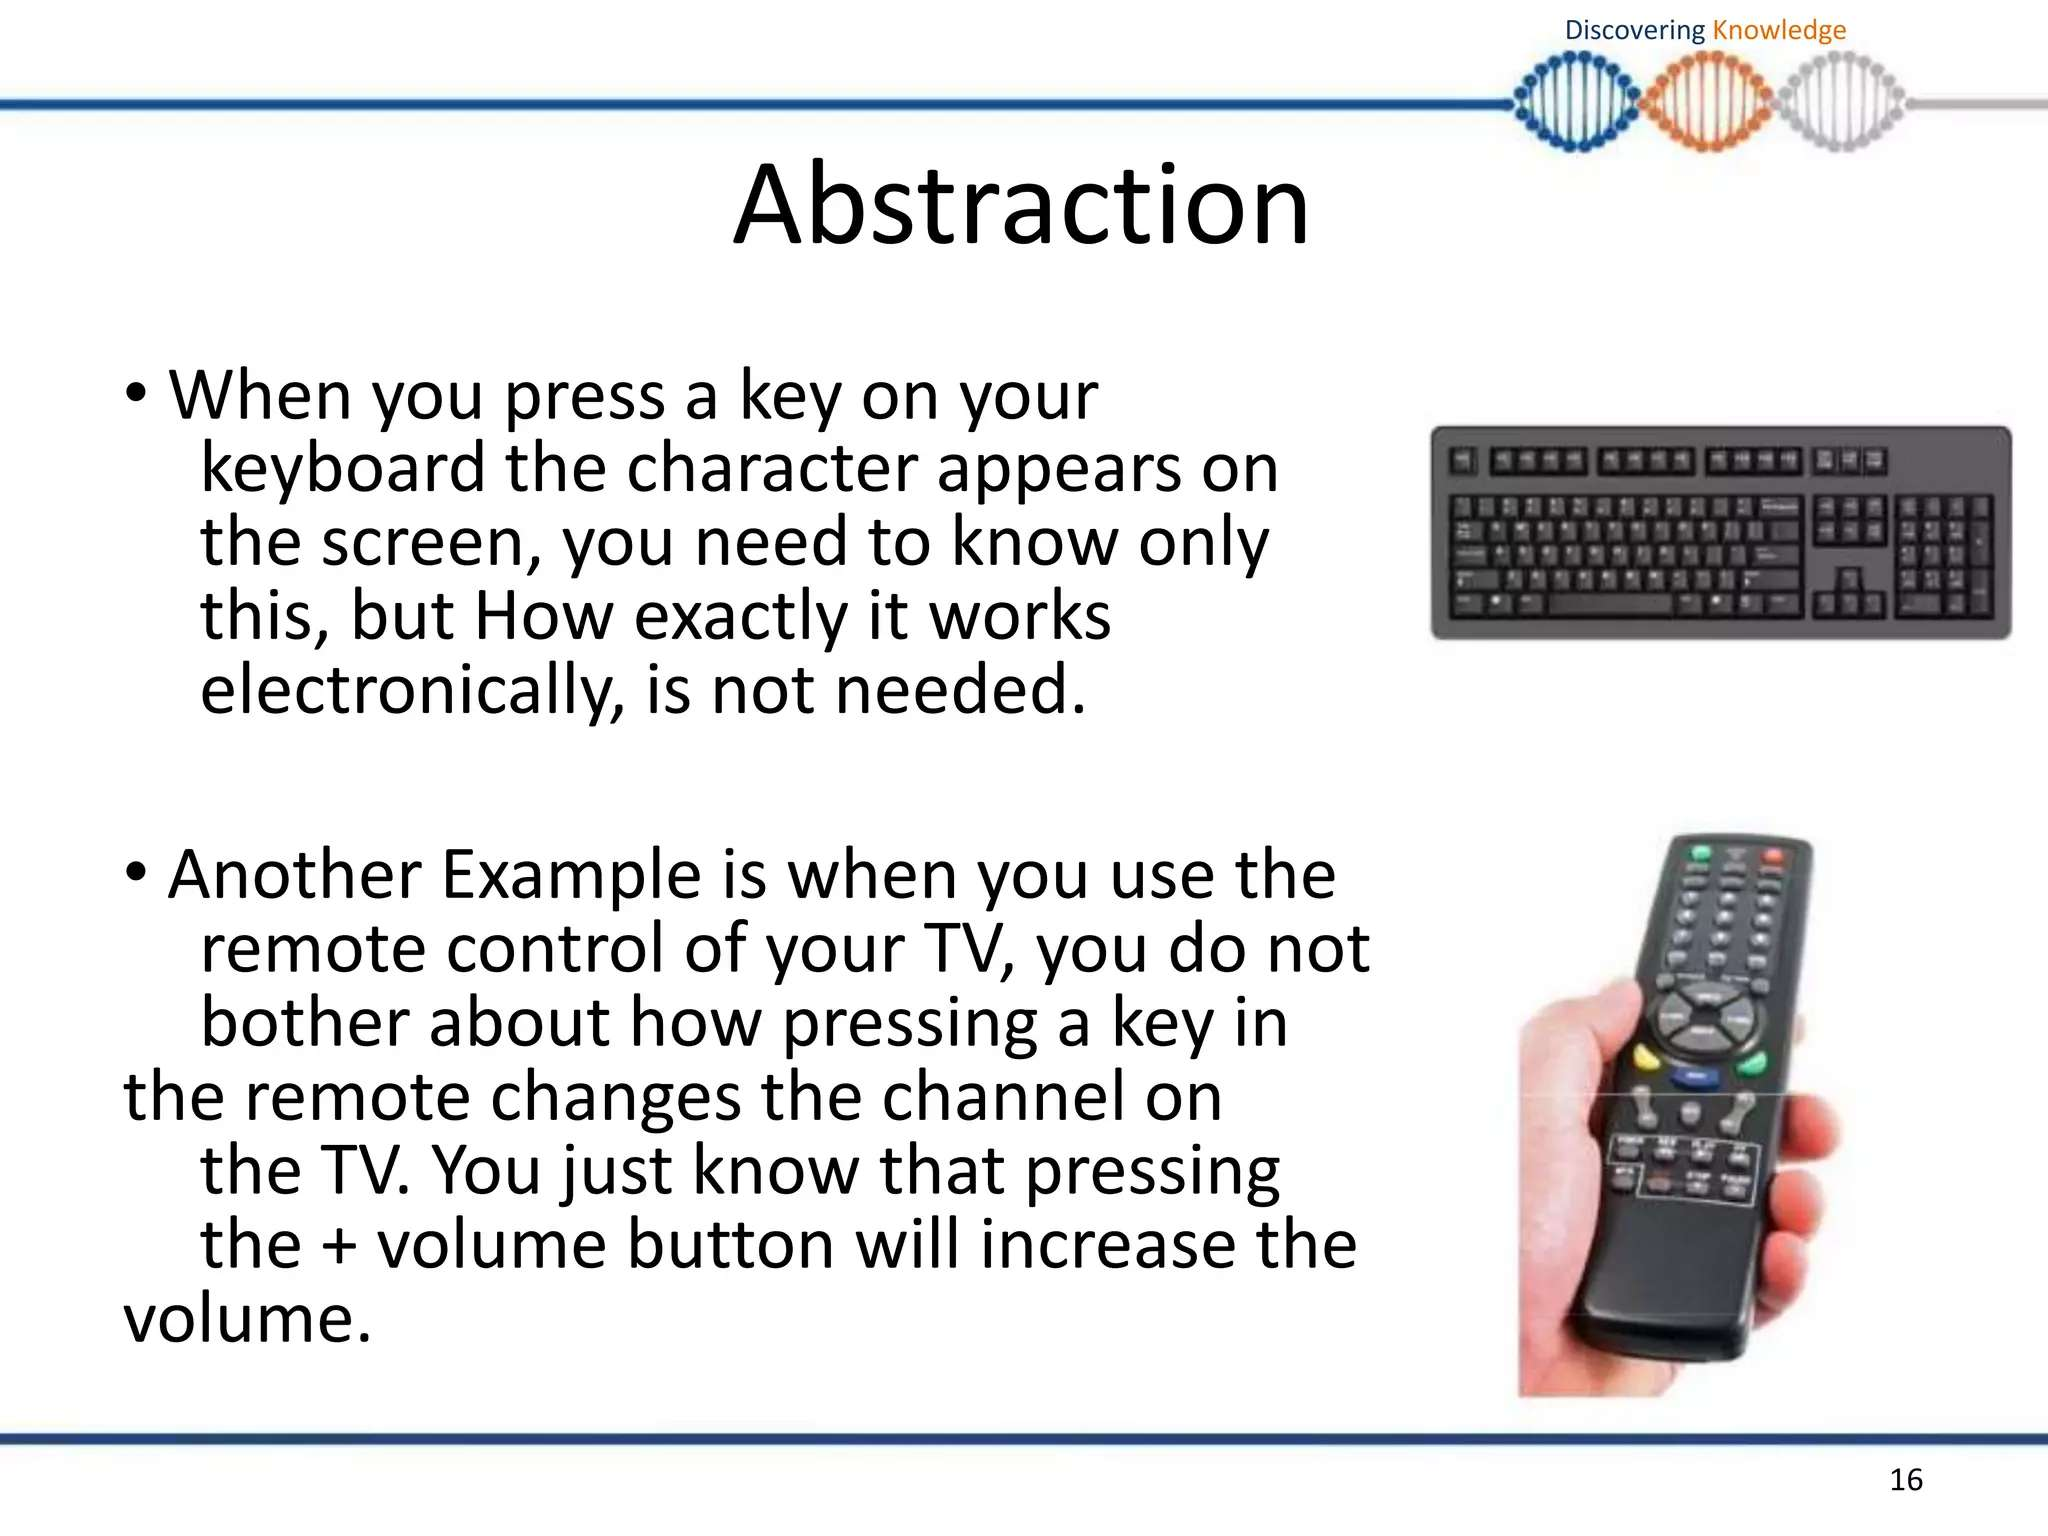 Discovering Knowledge
Abstraction
• When you press a key on your
keyboard the character appears on
the screen, you need to know only
this, but How exactly it works
electronically, is not needed.
• Another Example is when you use the
remote control of your TV, you do not
bother about how pressing a key in
the remote changes the channel on
the TV. You just know that pressing
the + volume button will increase the
volume.
16